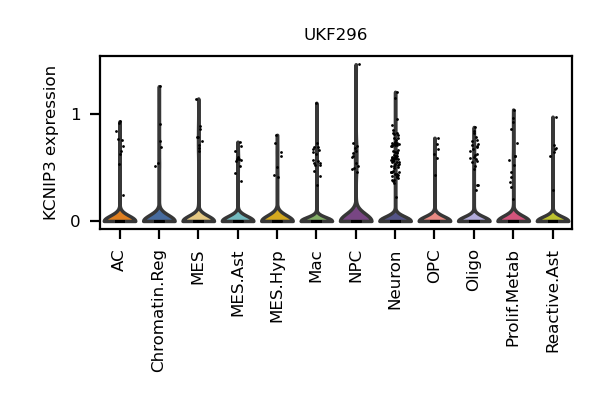 UKF296
KCNIP3 expression
1
0
AC
Chromatin.Reg
MES
MES.Ast
MES.Hyp
Mac
NPC
Neuron
OPC
Oligo
Prolif.Metab
Reactive.Ast